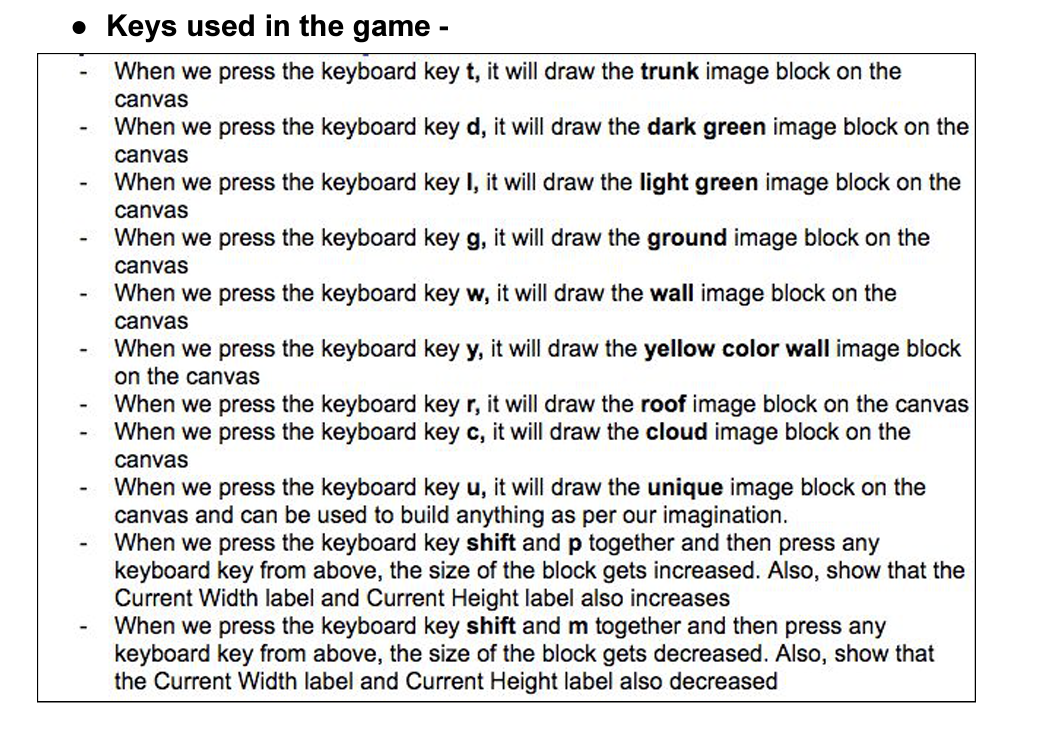 ● Keys used in the game -
- When we press the keyboard key t, it will draw the trunk image block on the
canvas
- When we press the keyboard key d, it will draw the dark green image block on the
canvas
- When we press the keyboard key l, it will draw the light green image block on the
canvas
- When we press the keyboard key g, it will draw the ground image block on the
canvas
- When we press the keyboard key w, it will draw the wall image block on the
canvas
- When we press the keyboard key y, it will draw the yellow color wall image block
on the canvas
- When we press the keyboard key r, it will draw the roof image block on the canvas
- When we press the keyboard key c, it will draw the cloud image block on the
canvas
- When we press the keyboard key u, it will draw the unique image block on the
canvas and can be used to build anything as per our imagination.
- When we press the keyboard key shift and p together and then press any
keyboard key from above, the size of the block gets increased. Also, show that the
Current Width label and Current Height label also increases
- When we press the keyboard key shift and m together and then press any
keyboard key from above, the size of the block gets decreased. Also, show that
the Current Width label and Current Height label also decreased